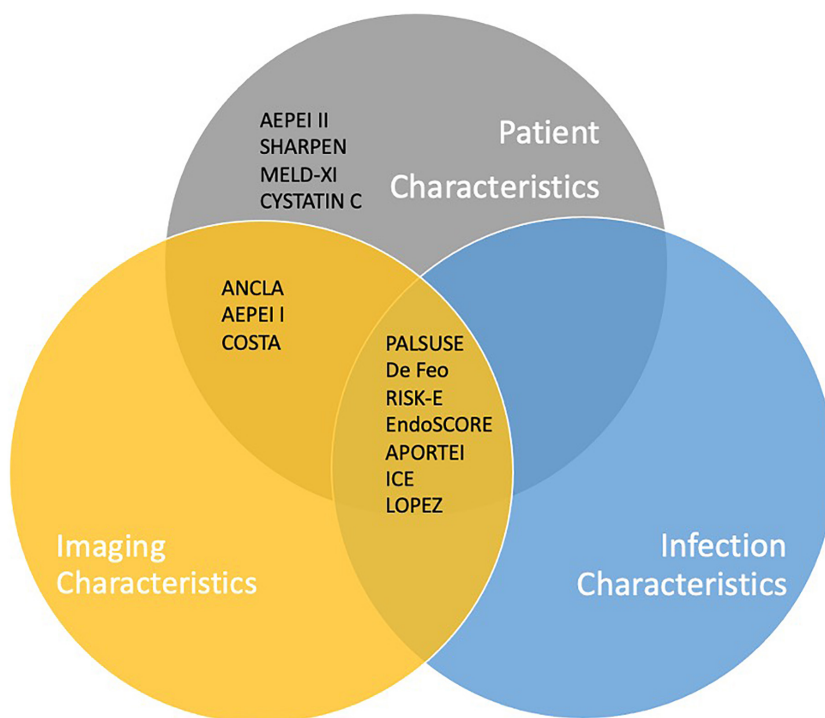 AEPEI II
SHARPEN
MELD-XI
CYSTATIN C
Patient
Characteristics
ANCLA
AEPEI I
COSTA
PALSUSE
De Feo
RISK-E
EndoSCORE
APORTEI
ICE
LOPEZ
Imaging
Characteristics
Infection
Characteristics